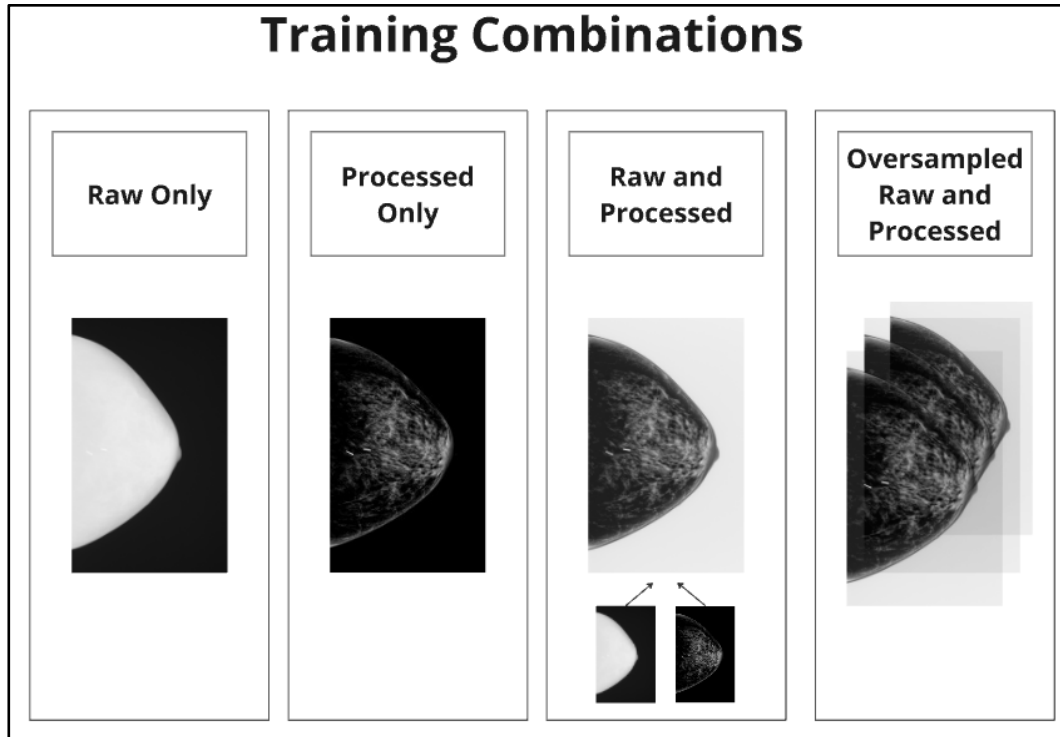 Training Combinations
Raw Only
Processed
Only
Raw and
Processed
Oversampled
Raw and
Processed